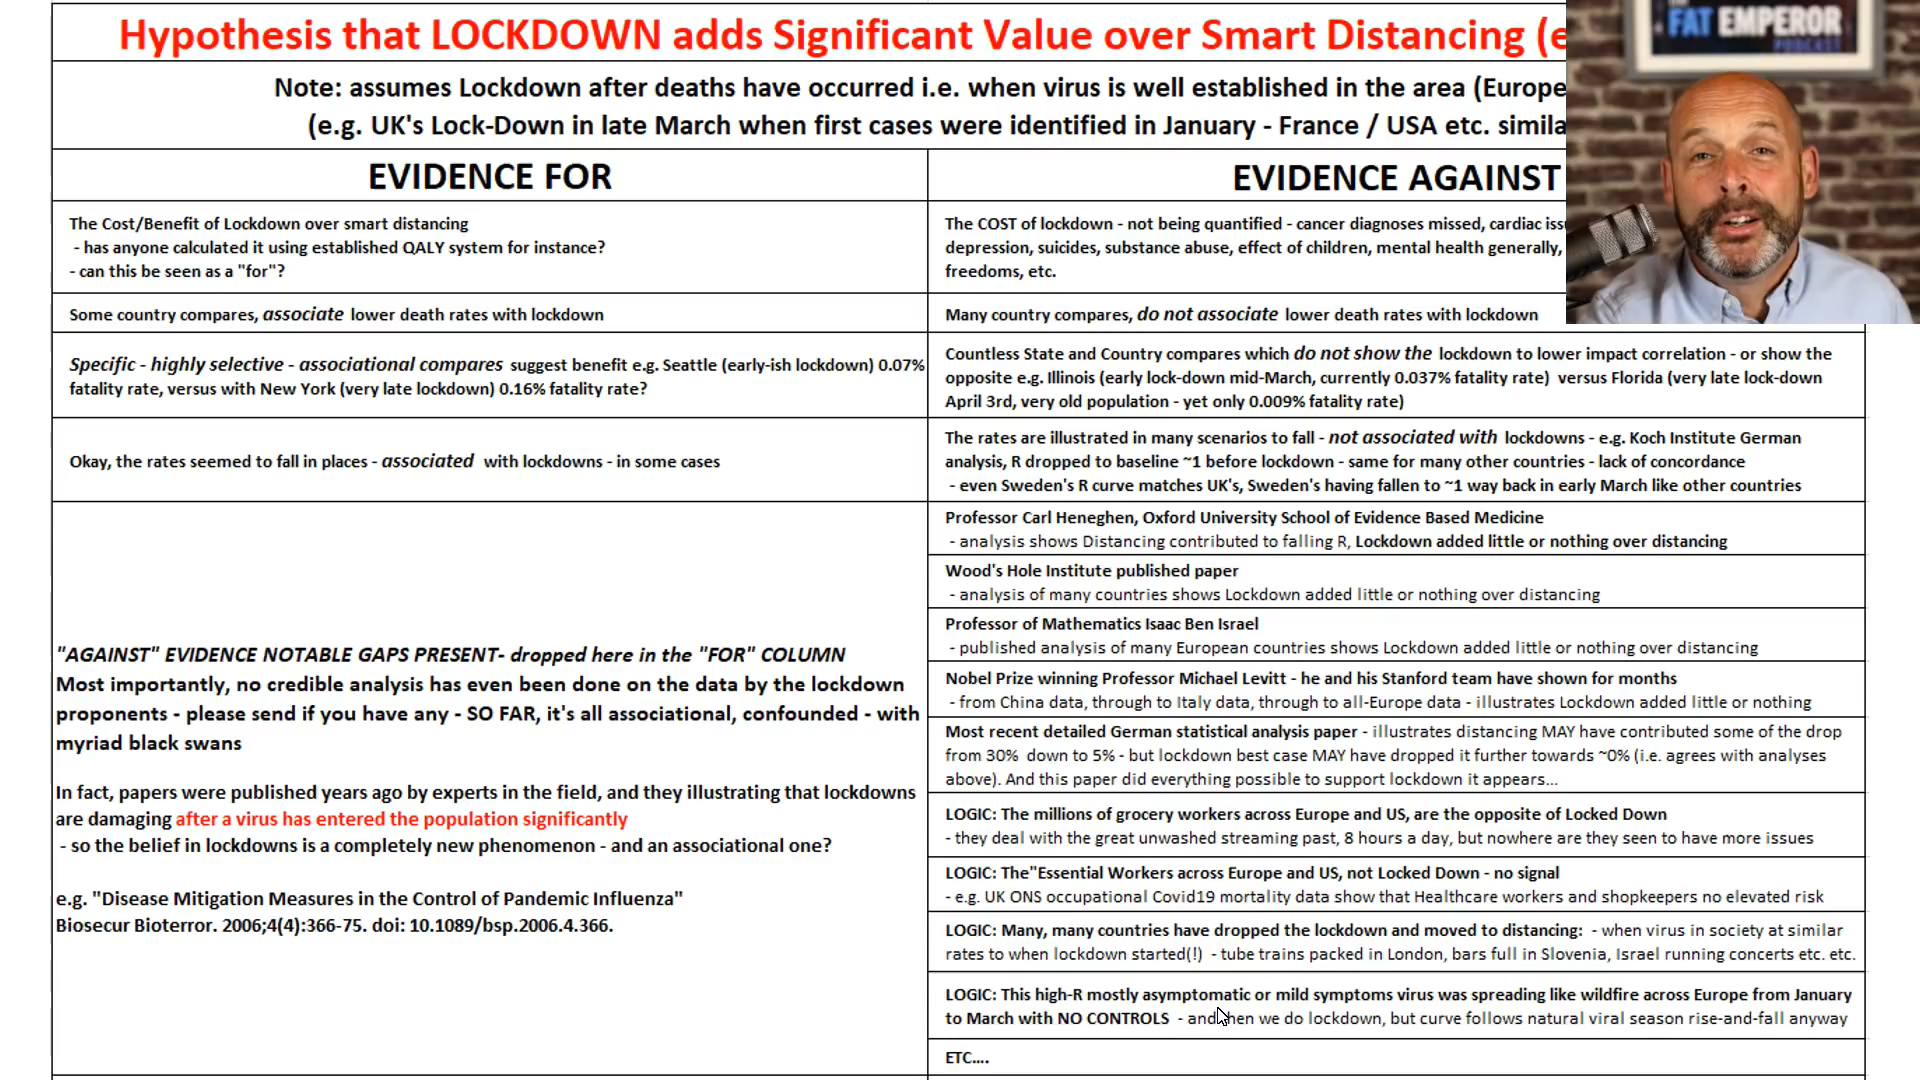 Hypothesis that LOCKDOWN adds Significant Value over Smart Distancing (e
FAT EMPEROR
PODCAST
Note: assumes Lockdown after deaths have occurred i.e. when virus is well established in the area (Europe
(e.g. UK's Lock-Down in late March when first cases were identified in January - France / USA etc. simila
EVIDENCE FOR
EVIDENCE AGAINST
The Cost/Benefit of Lockdown over smart distancing
- has anyone calculated it using established QALY system for instance?
- can this be seen as a "for"?
The COST of lockdown - not being quantified - cancer diagnoses missed, cardiac issu
depression, suicides, substance abuse, effect of children, mental health generally,
freedoms, etc.
Some country compares, associate lower death rates with lockdown
Many country compares, do not associate lower death rates with lockdown
Specific - highly selective - associational compares suggest benefit e.g. Seattle (early-ish lockdown) 0.07%
fatality rate, versus with New York (very late lockdown) 0.16% fatality rate?
Countless State and Country compares which do not show the lockdown to lower impact correlation - or show the
opposite e.g. Illinois (early lock-down mid-March, currently 0.037% fatality rate) versus Florida (very late lock-down
April 3rd, very old population - yet only 0.009% fatality rate)
Okay, the rates seemed to fall in places - associated with lockdowns - in some cases
The rates are illustrated in many scenarios to fall - not associated with lockdowns - e.g. Koch Institute German
analysis, R dropped to baseline ~1 before lockdown - same for many other countries - lack of concordance
- even Sweden's R curve matches UK's, Sweden's having fallen to ~1 way back in early March like other countries
"AGAINST" EVIDENCE NOTABLE GAPS PRESENT- dropped here in the "FOR" COLUMN
Most importantly, no credible analysis has even been done on the data by the lockdown
proponents - please send if you have any - SO FAR, it's all associational, confounded - with
myriad black swans
In fact, papers were published years ago by experts in the field, and they illustrating that lockdowns
are damaging after a virus has entered the population significantly
- so the belief in lockdowns is a completely new phenomenon - and an associational one?
e.g. "Disease Mitigation Measures in the Control of Pandemic Influenza"
Biosecur Bioterror. 2006;4(4):366-75. doi: 10.1089/bsp.2006.4.366.
Professor Carl Heneghen, Oxford University School of Evidence Based Medicine
- analysis shows Distancing contributed to falling R, Lockdown added little or nothing over distancing
Wood's Hole Institute published paper
- analysis of many countries shows Lockdown added little or nothing over distancing
Professor of Mathematics Isaac Ben Israel
- published analysis of many European countries shows Lockdown added little or nothing over distancing
Nobel Prize winning Professor Michael Levitt - he and his Stanford team have shown for months
- from China data, through to Italy data, through to all-Europe data - illustrates Lockdown added little or nothing
Most recent detailed German statistical analysis paper - illustrates distancing MAY have contributed some of the drop
from 30% down to 5% - but lockdown best case MAY have dropped it further towards ~0% (i.e. agrees with analyses
above). And this paper did everything possible to support lockdown it appears...
LOGIC: The millions of grocery workers across Europe and US, are the opposite of Locked Down
- they deal with the great unwashed streaming past, 8 hours a day, but nowhere are they seen to have more issues
LOGIC: The"Essential Workers across Europe and US, not Locked Down - no signal
- e.g. UK ONS occupational Covid19 mortality data show that Healthcare workers and shopkeepers no elevated risk
LOGIC: Many, many countries have dropped the lockdown and moved to distancing: - when virus in society at similar
rates to when lockdown started(!) - tube trains packed in London, bars full in Slovenia, Israel running concerts etc. etc.
LOGIC: This high-R mostly asymptomatic or mild symptoms virus was spreading like wildfire across Europe from January
to March with NO CONTROLS - and then we do lockdown, but curve follows natural viral season rise-and-fall anyway
ETC....